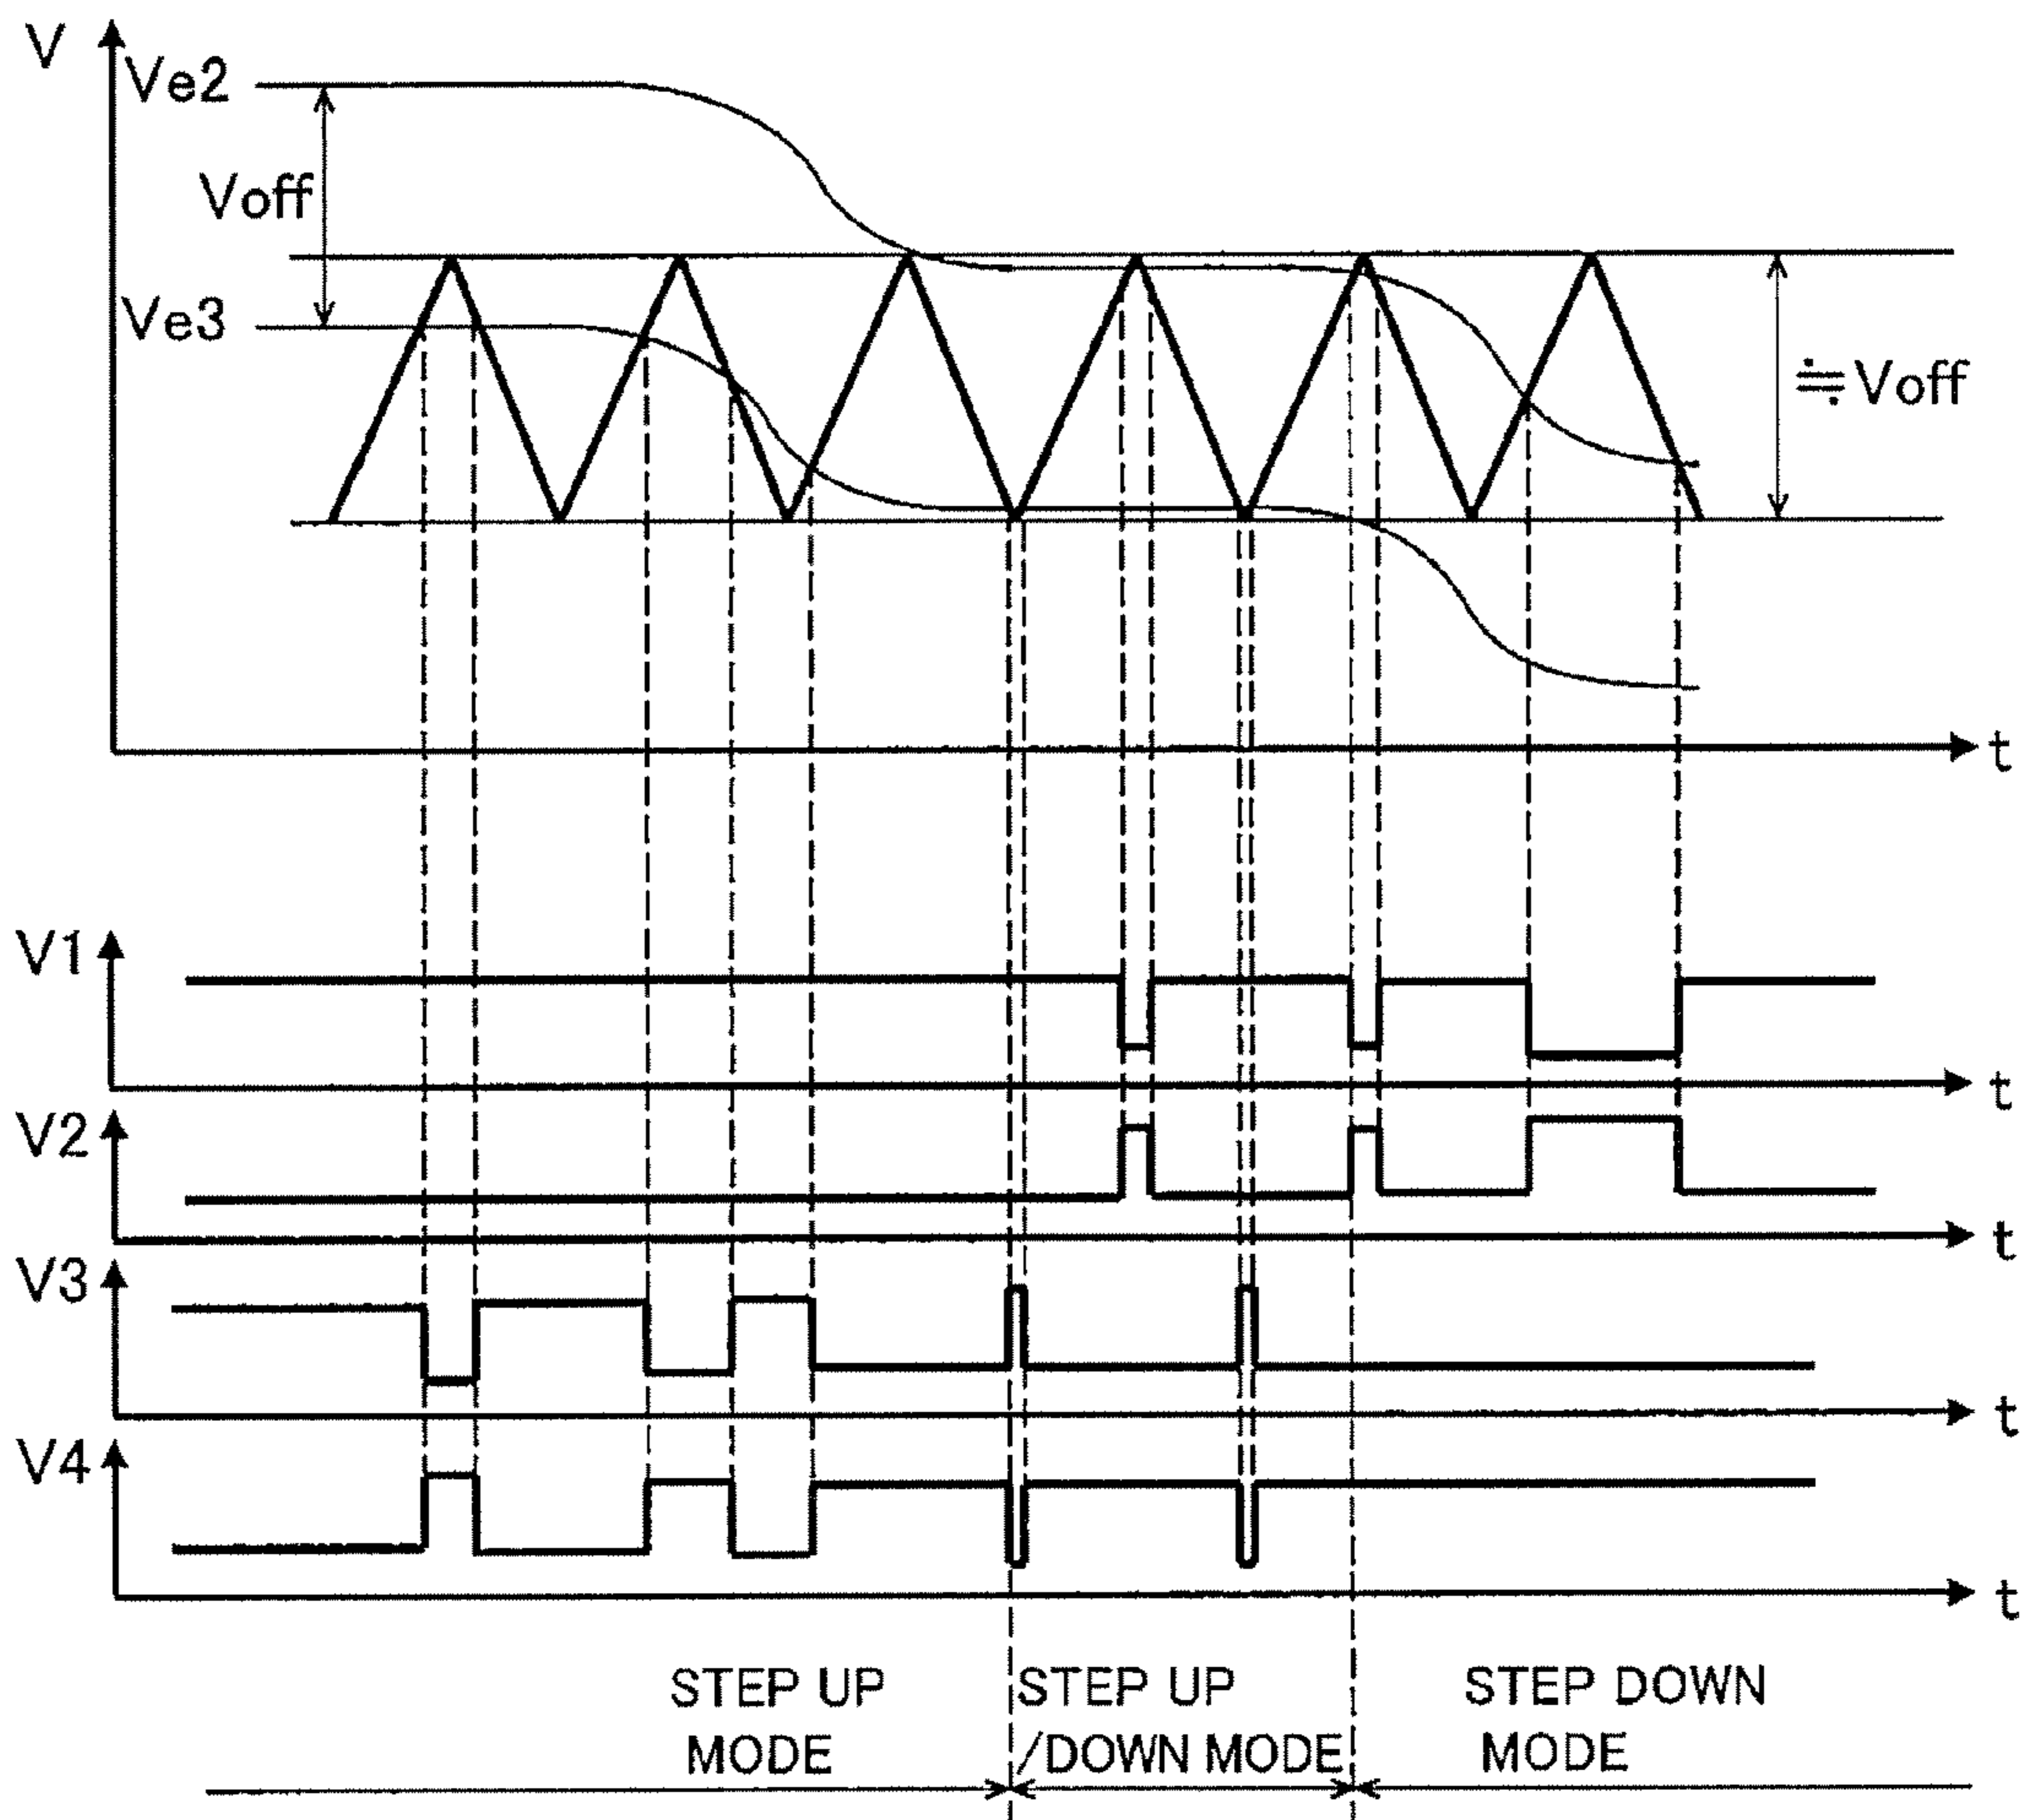 V
Ve2
Voff
Ve3
≒Voff
t
V1
t
V2
t
V3
t
V4
t
STEP UP MODE
STEP UP /DOWN MODE
STEP DOWN MODE